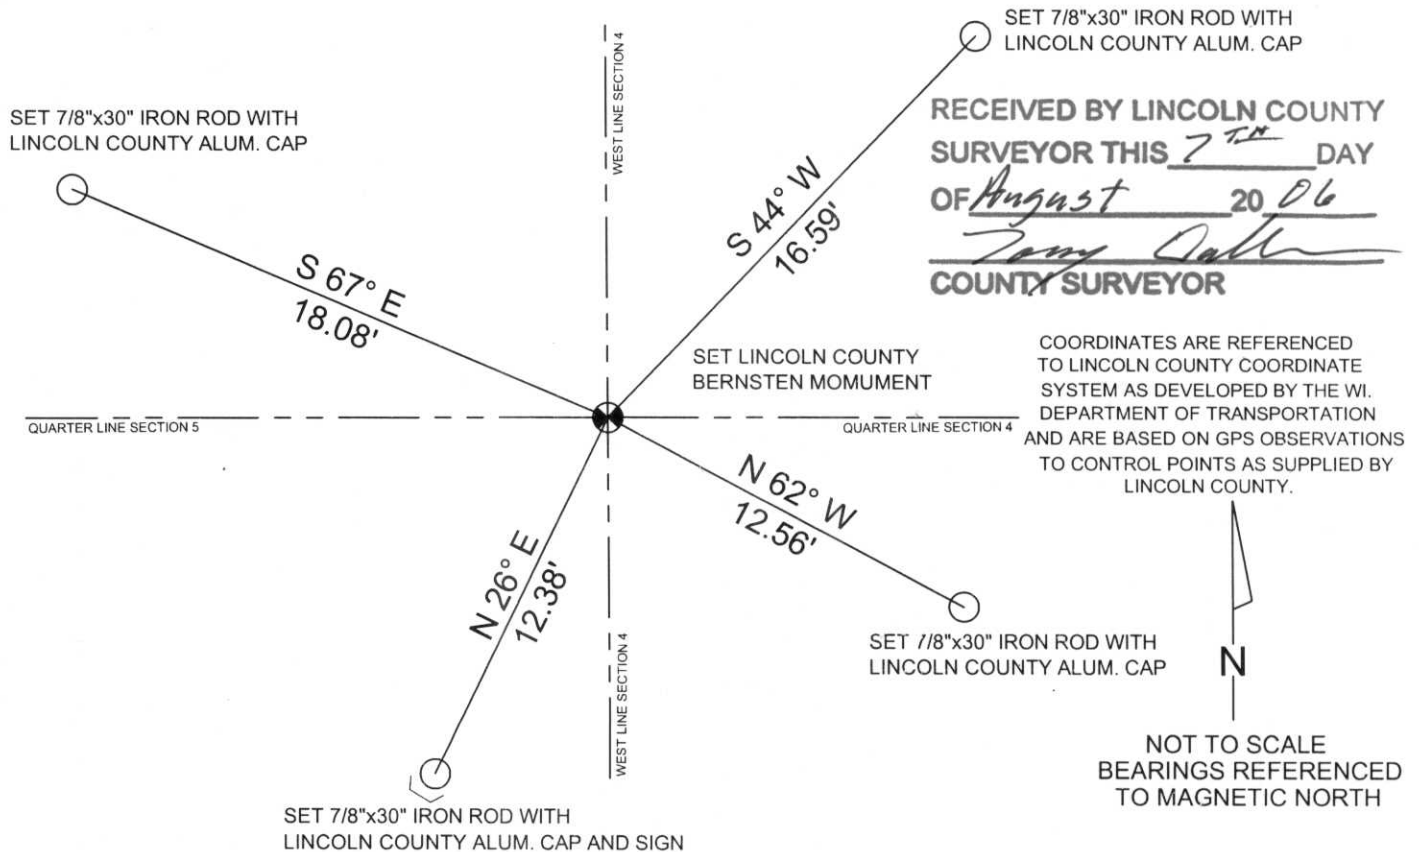 SET 7/8"x30" IRON ROD WITH
LINCOLN COUNTY ALUM. CAP
SET 7/8"x30" IRON ROD WITH
LINCOLN COUNTY ALUM. CAP
WEST LINE SECTION 4
RECEIVED BY LINCOLN COUNTY
SURVEYOR THIS 7TH DAY
OF August 20 06
COUNTY SURVEYOR
S 44° W
16.59'
S 67° E
18.08'
SET LINCOLN COUNTY
BERNSTEN MOMUMENT
COORDINATES ARE REFERENCED
TO LINCOLN COUNTY COORDINATE
SYSTEM AS DEVELOPED BY THE WI.
DEPARTMENT OF TRANSPORTATION
AND ARE BASED ON GPS OBSERVATIONS
TO CONTROL POINTS AS SUPPLIED BY
LINCOLN COUNTY.
QUARTER LINE SECTION 5
QUARTER LINE SECTION 4
N 62° W
12.56'
N 26° E
12.38'
WEST LINE SECTION 4
SET 7/8"x30" IRON ROD WITH
LINCOLN COUNTY ALUM. CAP
N
NOT TO SCALE
BEARINGS REFERENCED
TO MAGNETIC NORTH
SET 7/8"x30" IRON ROD WITH
LINCOLN COUNTY ALUM. CAP AND SIGN